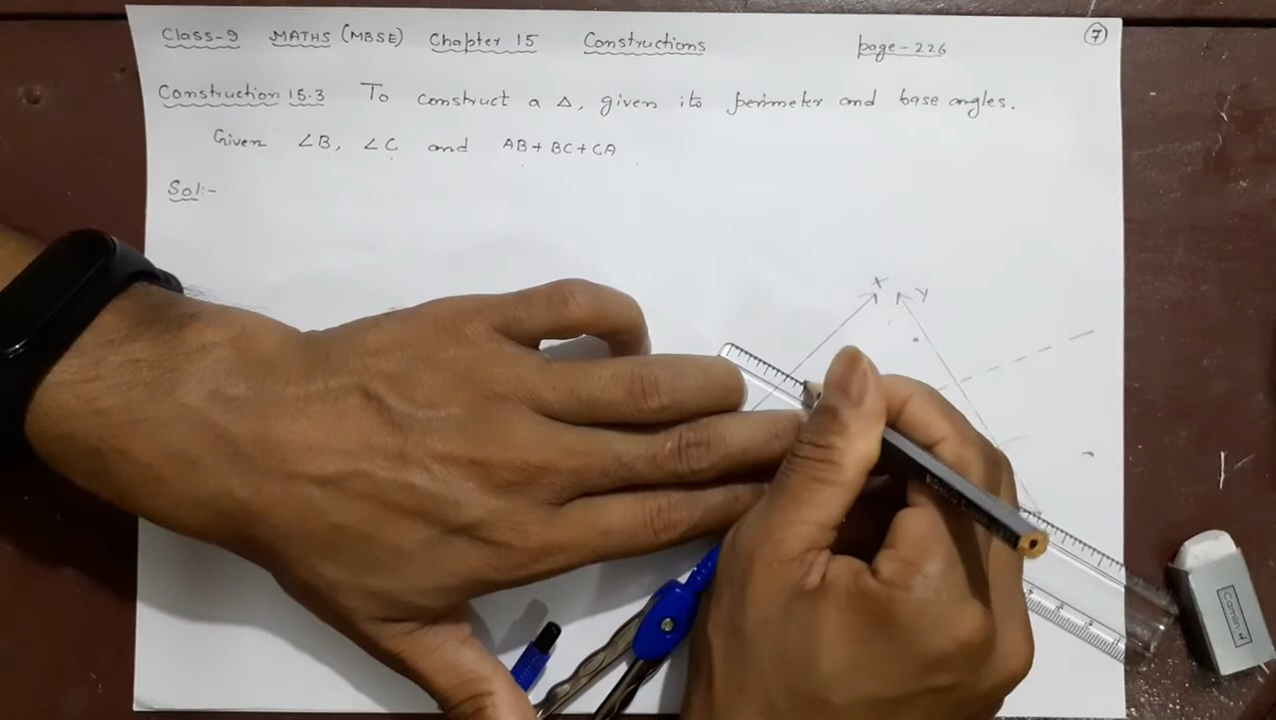 Class-9 MATHS (MBSE) Chapter 15 Constructions page-226 7
Construction 15.3 To construct a Δ, given its perimeter and base angles.
Given ∠B, ∠C and AB + BC + CA
Sol:-
X Y
Camlin